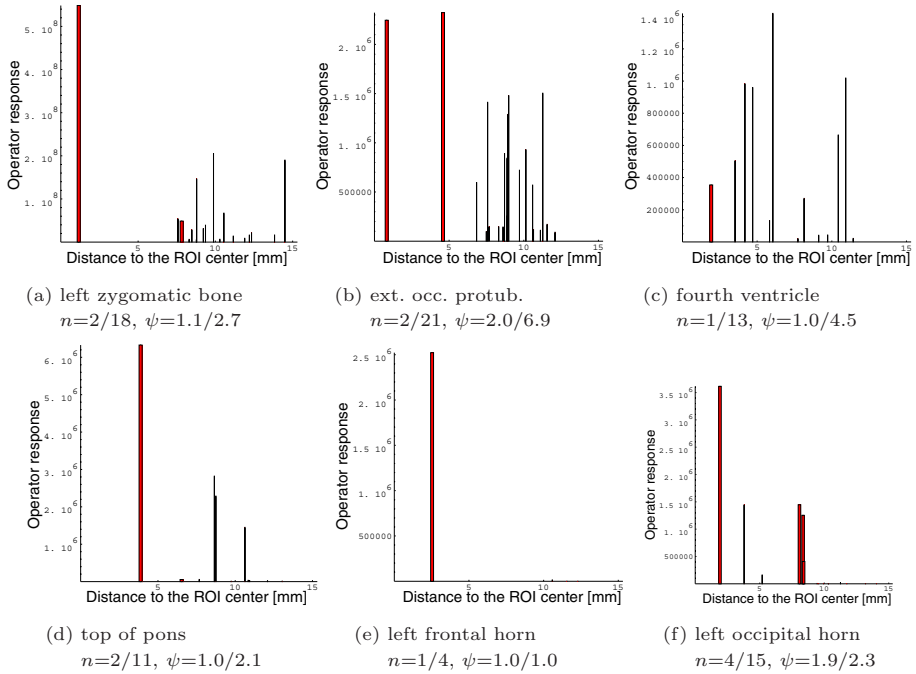 5. 10^8
4. 10^8
3. 10^8
2. 10^8
1. 10^8
Operator response
5 10 15
Distance to the ROI center [mm]
(a) left zygomatic bone
n=2/18, ψ=1.1/2.7
2. 10^6
1.5 10^6
1. 10^6
500000
Operator response
5 10 15
Distance to the ROI center [mm]
(b) ext. occ. protub.
n=2/21, ψ=2.0/6.9
1.4 10^6
1.2 10^6
1. 10^6
800000
600000
400000
200000
Operator response
5 10 15
Distance to the ROI center [mm]
(c) fourth ventricle
n=1/13, ψ=1.0/4.5
6. 10^6
5. 10^6
4. 10^6
3. 10^6
2. 10^6
1. 10^6
Operator response
5 10 15
Distance to the ROI center [mm]
(d) top of pons
n=2/11, ψ=1.0/2.1
2.5 10^6
2. 10^6
1.5 10^6
1. 10^6
500000
Operator response
5 10 15
Distance to the ROI center [mm]
(e) left frontal horn
n=1/4, ψ=1.0/1.0
3.5 10^6
3. 10^6
2.5 10^6
2. 10^6
1.5 10^6
1. 10^6
500000
Operator response
5 10 15
Distance to the ROI center [mm]
(f) left occipital horn
n=4/15, ψ=1.9/2.3